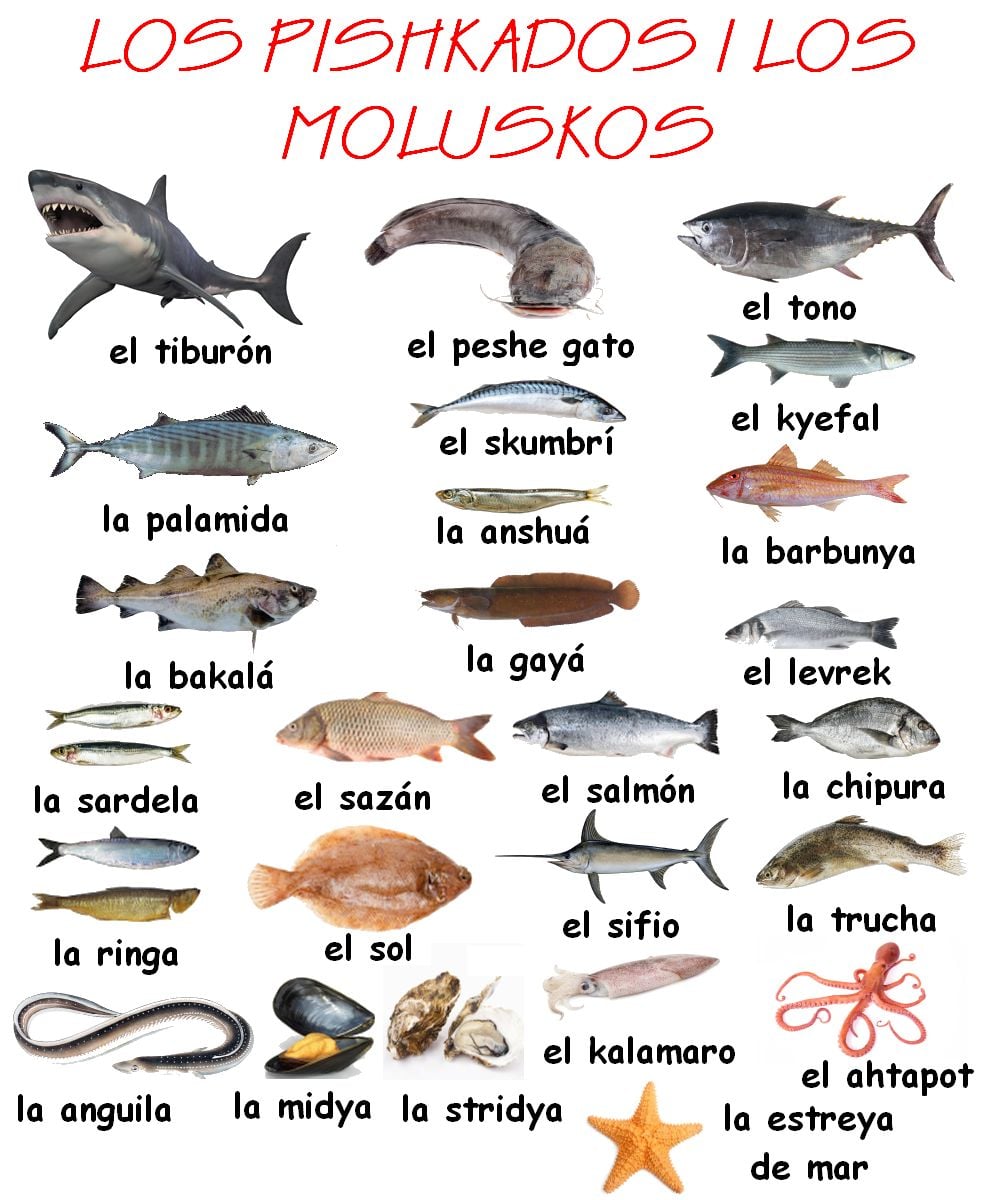 LOS PISHKADOS I LOS
MOLUSKOS
el tiburón
el peshe gato
el tono
el skumbrí
el kyefal
la palamida
la anshuá
la barbunya
la bakalá
la gayá
el levrek
la sardela
el sazán
el salmón
la chipura
la ringa
el sol
el sifio
la trucha
la anguila
la midya
la stridya
el kalamaro
el ahtapot
la estreya
de mar